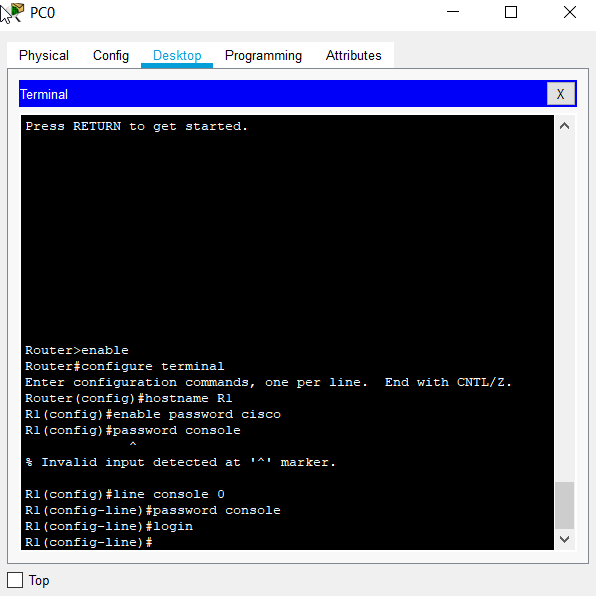 PC0
Physical Config Desktop Programming Attributes
Terminal X
Press RETURN to get started.
Router>enable
Router#configure terminal
Enter configuration commands, one per line.  End with CNTL/Z.
Router(config)#hostname R1
R1(config)#enable password cisco
R1(config)#password console
^
% Invalid input detected at '^' marker.
R1(config)#line console 0
R1(config-line)#password console
R1(config-line)#login
R1(config-line)#
Top